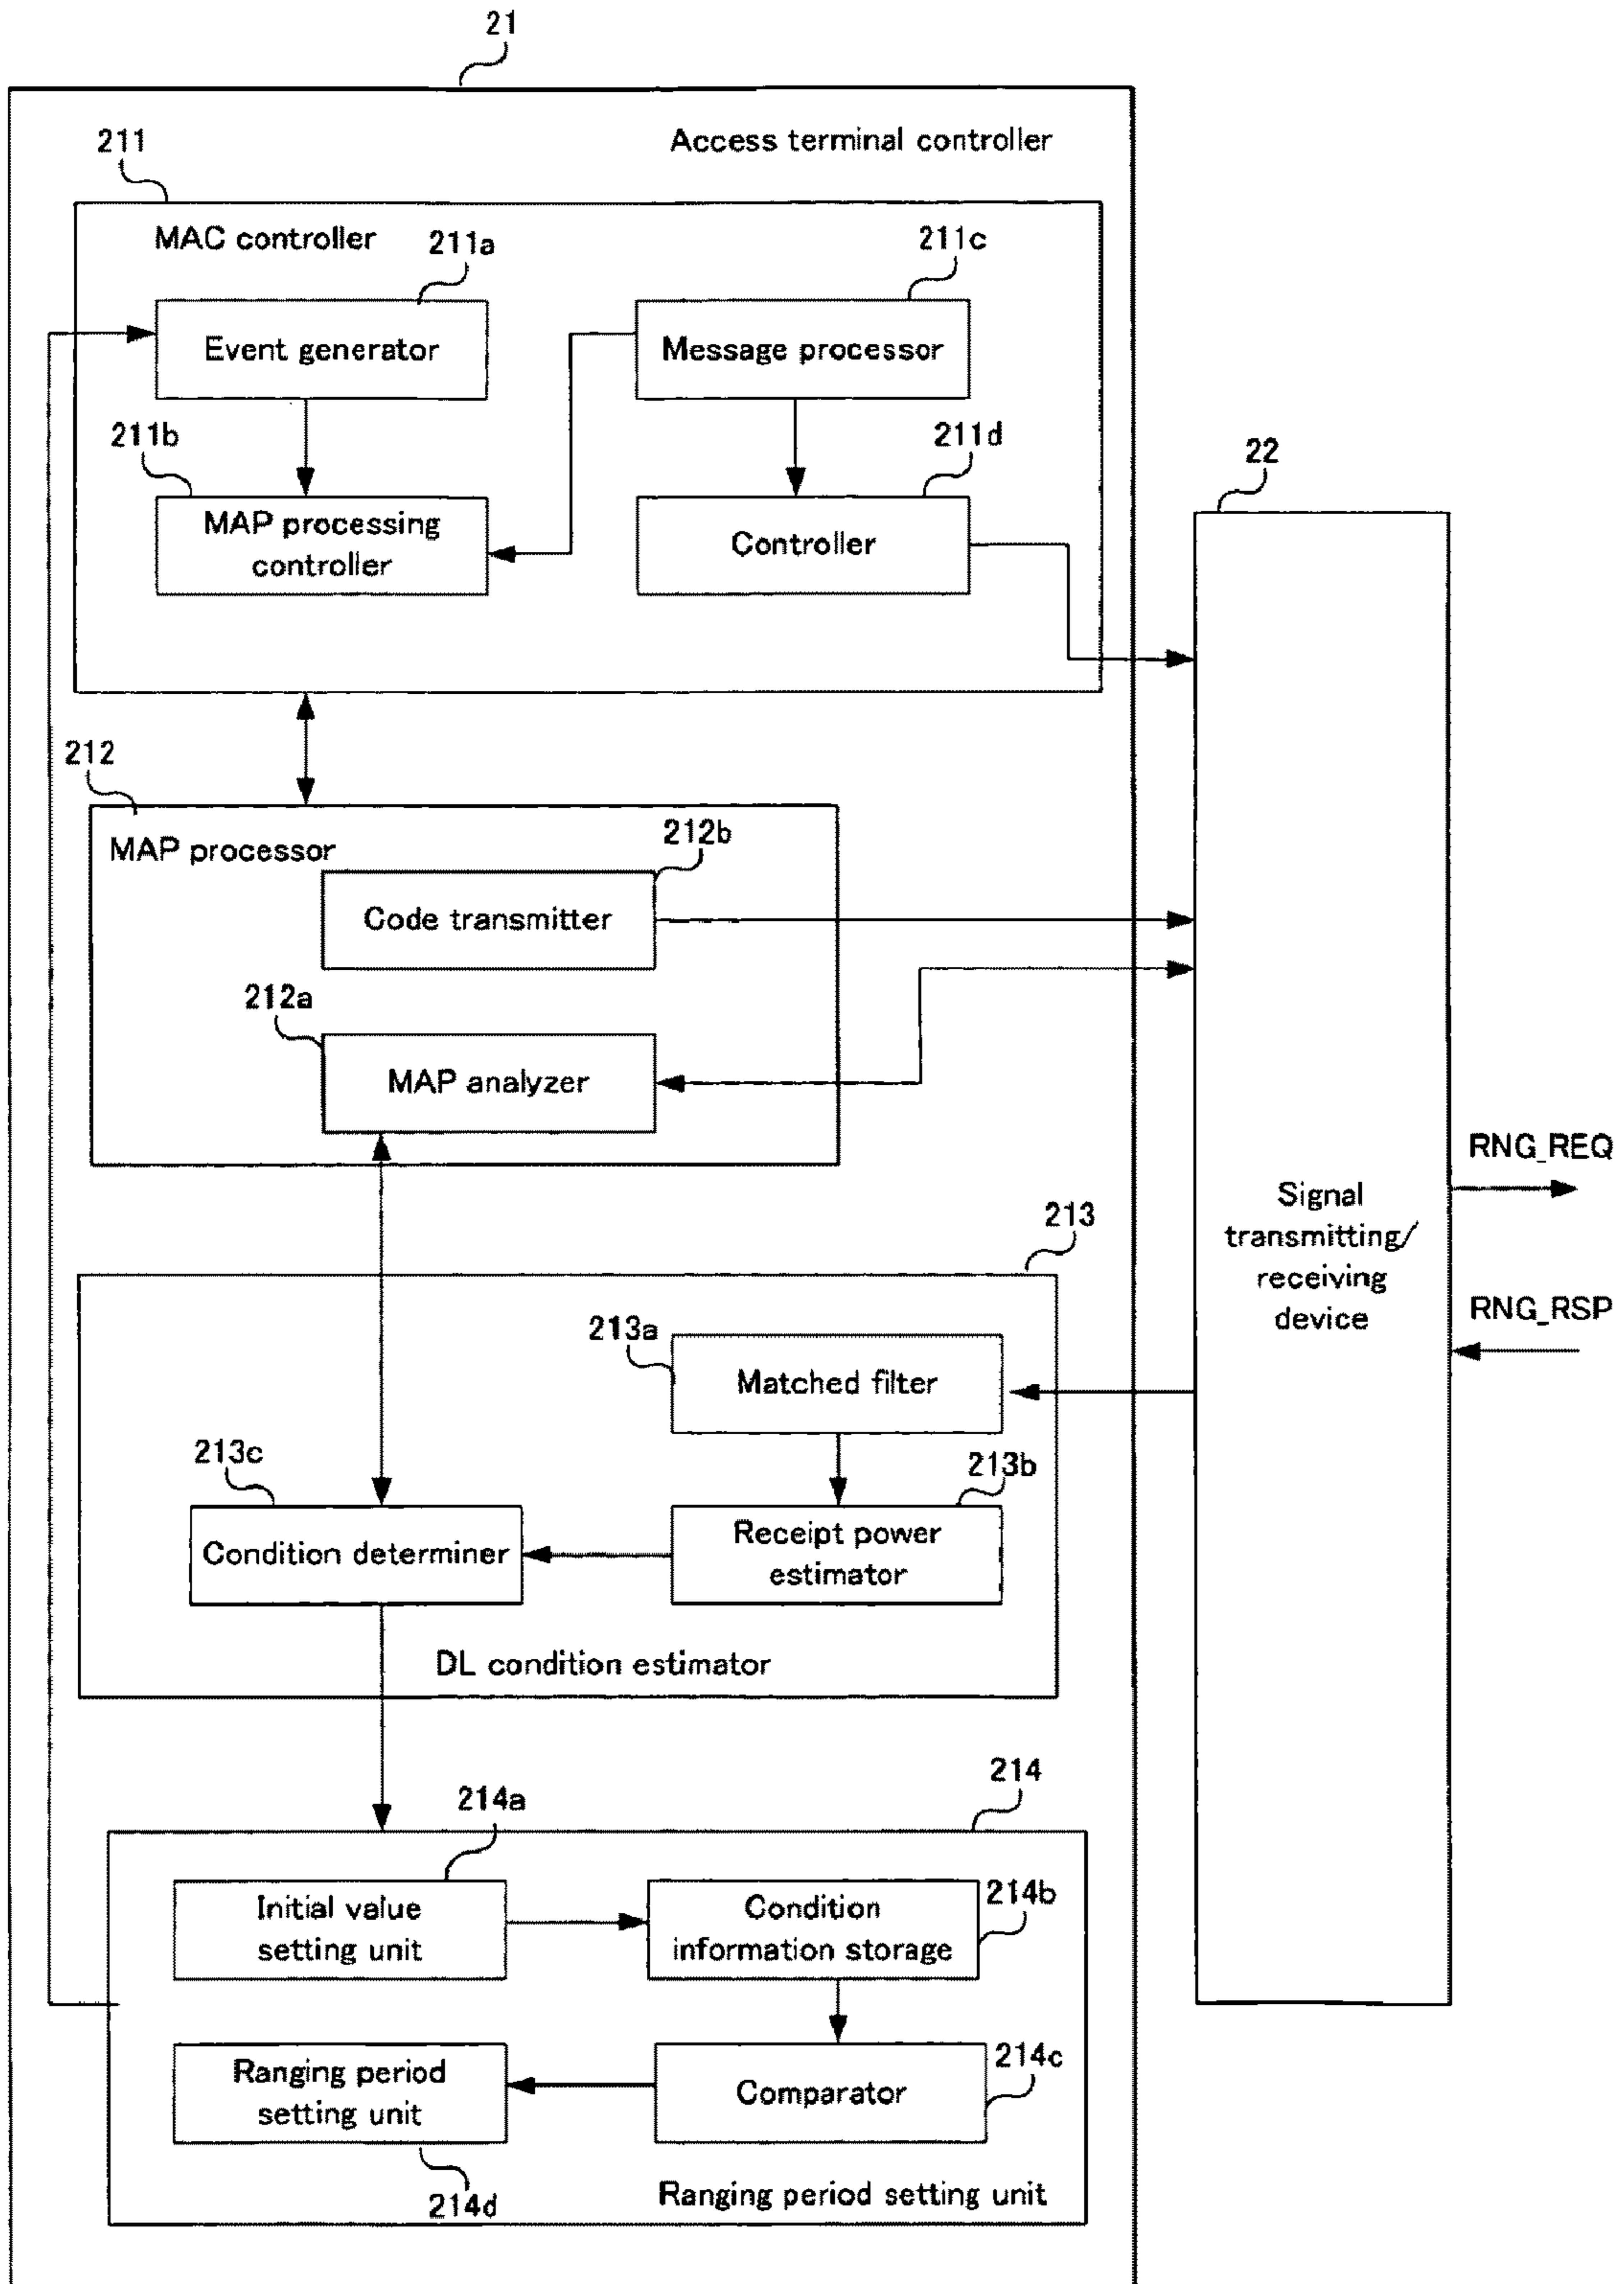 21
Access terminal controller
211
MAC controller
211a
211c
Event generator
Message processor
211b
211d
MAP processing
controller
Controller
22
212
MAP processor
212b
Code transmitter
212a
MAP analyzer
RNG_REQ
Signal
transmitting/
receiving
device
RNG_RSP
213
213a
Matched filter
213c
213b
Condition determiner
Receipt power
estimator
DL condition estimator
214
214a
Initial value
setting unit
214b
Condition
information storage
Ranging period
setting unit
214c
Comparator
214d
Ranging period setting unit